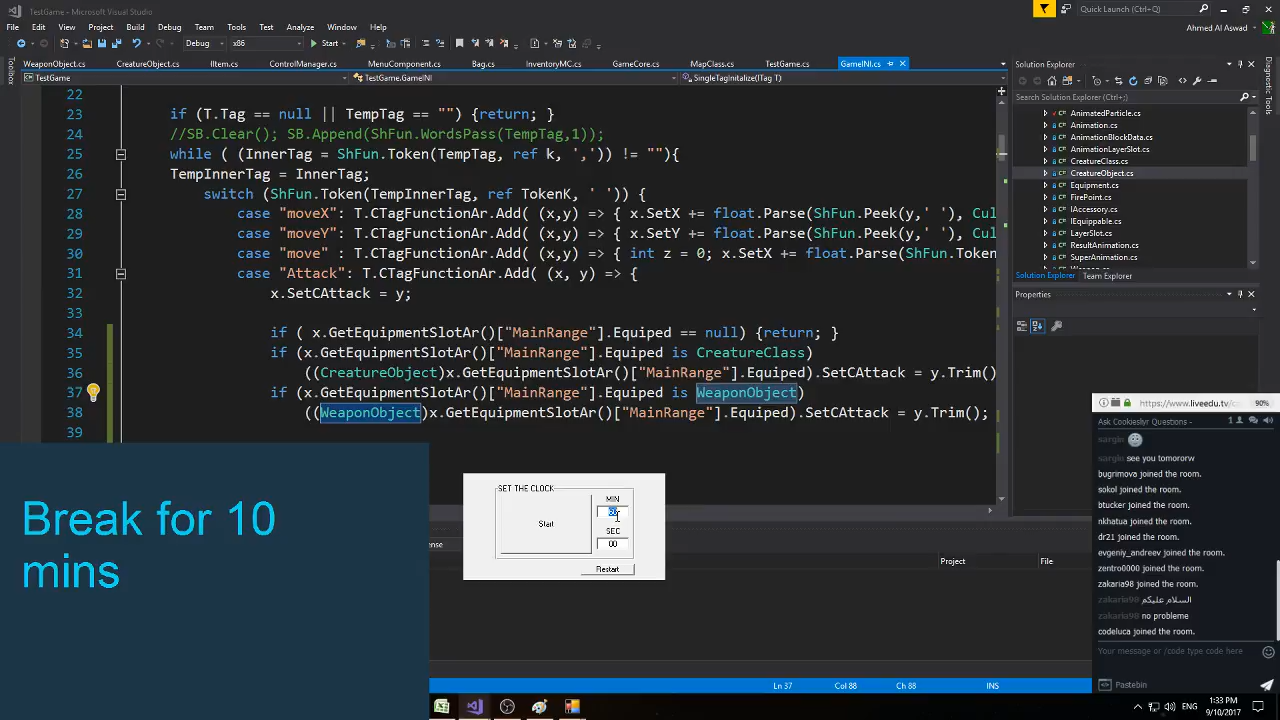 TestGame - Microsoft Visual Studio
Quick Launch (Ctrl+;)
File Edit View Project Build Debug Team Tools Test Analyze Window Help
Ahmed Al Aswad
Debug x86 Start
WeaponObject.cs CreatureObject.cs IItem.cs ControlManager.cs MenuComponent.cs Bag.cs InventoryMC.cs GameCore.cs MapClass.cs TestGame.cs GameINI.cs
TestGame TestGame.GameINI SingleTagInitalize(ITag T)
Toolbox
22
23 if (T.Tag == null || TempTag == "") {return; }
24 //SB.Clear(); SB.Append(ShFun.WordsPass(TempTag,1));
25 while ( (InnerTag = ShFun.Token(TempTag, ref k, ',')) != ""){
26 TempInnerTag = InnerTag;
27 switch (ShFun.Token(TempInnerTag, ref TokenK, ' ')) {
28 case "moveX": T.CTagFunctionAr.Add( (x,y) => { x.SetX += float.Parse(ShFun.Peek(y,' '), Cul
29 case "moveY": T.CTagFunctionAr.Add( (x,y) => { x.SetY += float.Parse(ShFun.Peek(y,' '), Cul
30 case "move" : T.CTagFunctionAr.Add( (x,y) => { int z = 0; x.SetX += float.Parse(ShFun.Token
31 case "Attack": T.CTagFunctionAr.Add( (x, y) => {
32 x.SetCAttack = y;
33
34 if ( x.GetEquipmentSlotAr()["MainRange"].Equiped == null) {return; }
35 if (x.GetEquipmentSlotAr()["MainRange"].Equiped is CreatureClass)
36 ((CreatureObject)x.GetEquipmentSlotAr()["MainRange"].Equiped).SetCAttack = y.Trim()
37 if (x.GetEquipmentSlotAr()["MainRange"].Equiped is WeaponObject)
38 ((WeaponObject)x.GetEquipmentSlotAr()["MainRange"].Equiped).SetCAttack = y.Trim();
39
Solution Explorer
Search Solution Explorer (Ctrl+;)
AnimatedParticle.cs
Animation.cs
AnimationBlockData.cs
AnimationLayerSlot.cs
CreatureClass.cs
CreatureObject.cs
Equipment.cs
FirePoint.cs
IAccessory.cs
IEquippable.cs
LayerSlot.cs
ResultAnimation.cs
SuperAnimation.cs
Solution Explorer Team Explorer
Properties
Diagnostic Tools
Break for 10
mins
SET THE CLOCK
Start
MIN
SEC
00
Restart
Project File
https://www.liveedu.tv/ 90%
Ask Cookieslyr Questions - 1
sargin
sargin see you tomororw
bugrimova joined the room.
sokol joined the room.
btucker joined the room.
nkhatua joined the room.
dr21 joined the room.
evgeniy_andreev joined the room.
zentro0000 joined the room.
zakaria98 joined the room.
zakaria98 السلام عليكم
zakaria98 no probleme
codeluca joined the room.
Your message or /code type code here
Pastebin
Ln 37 Col 88 Ch 88 INS
ENG
1:33 PM
9/10/2017